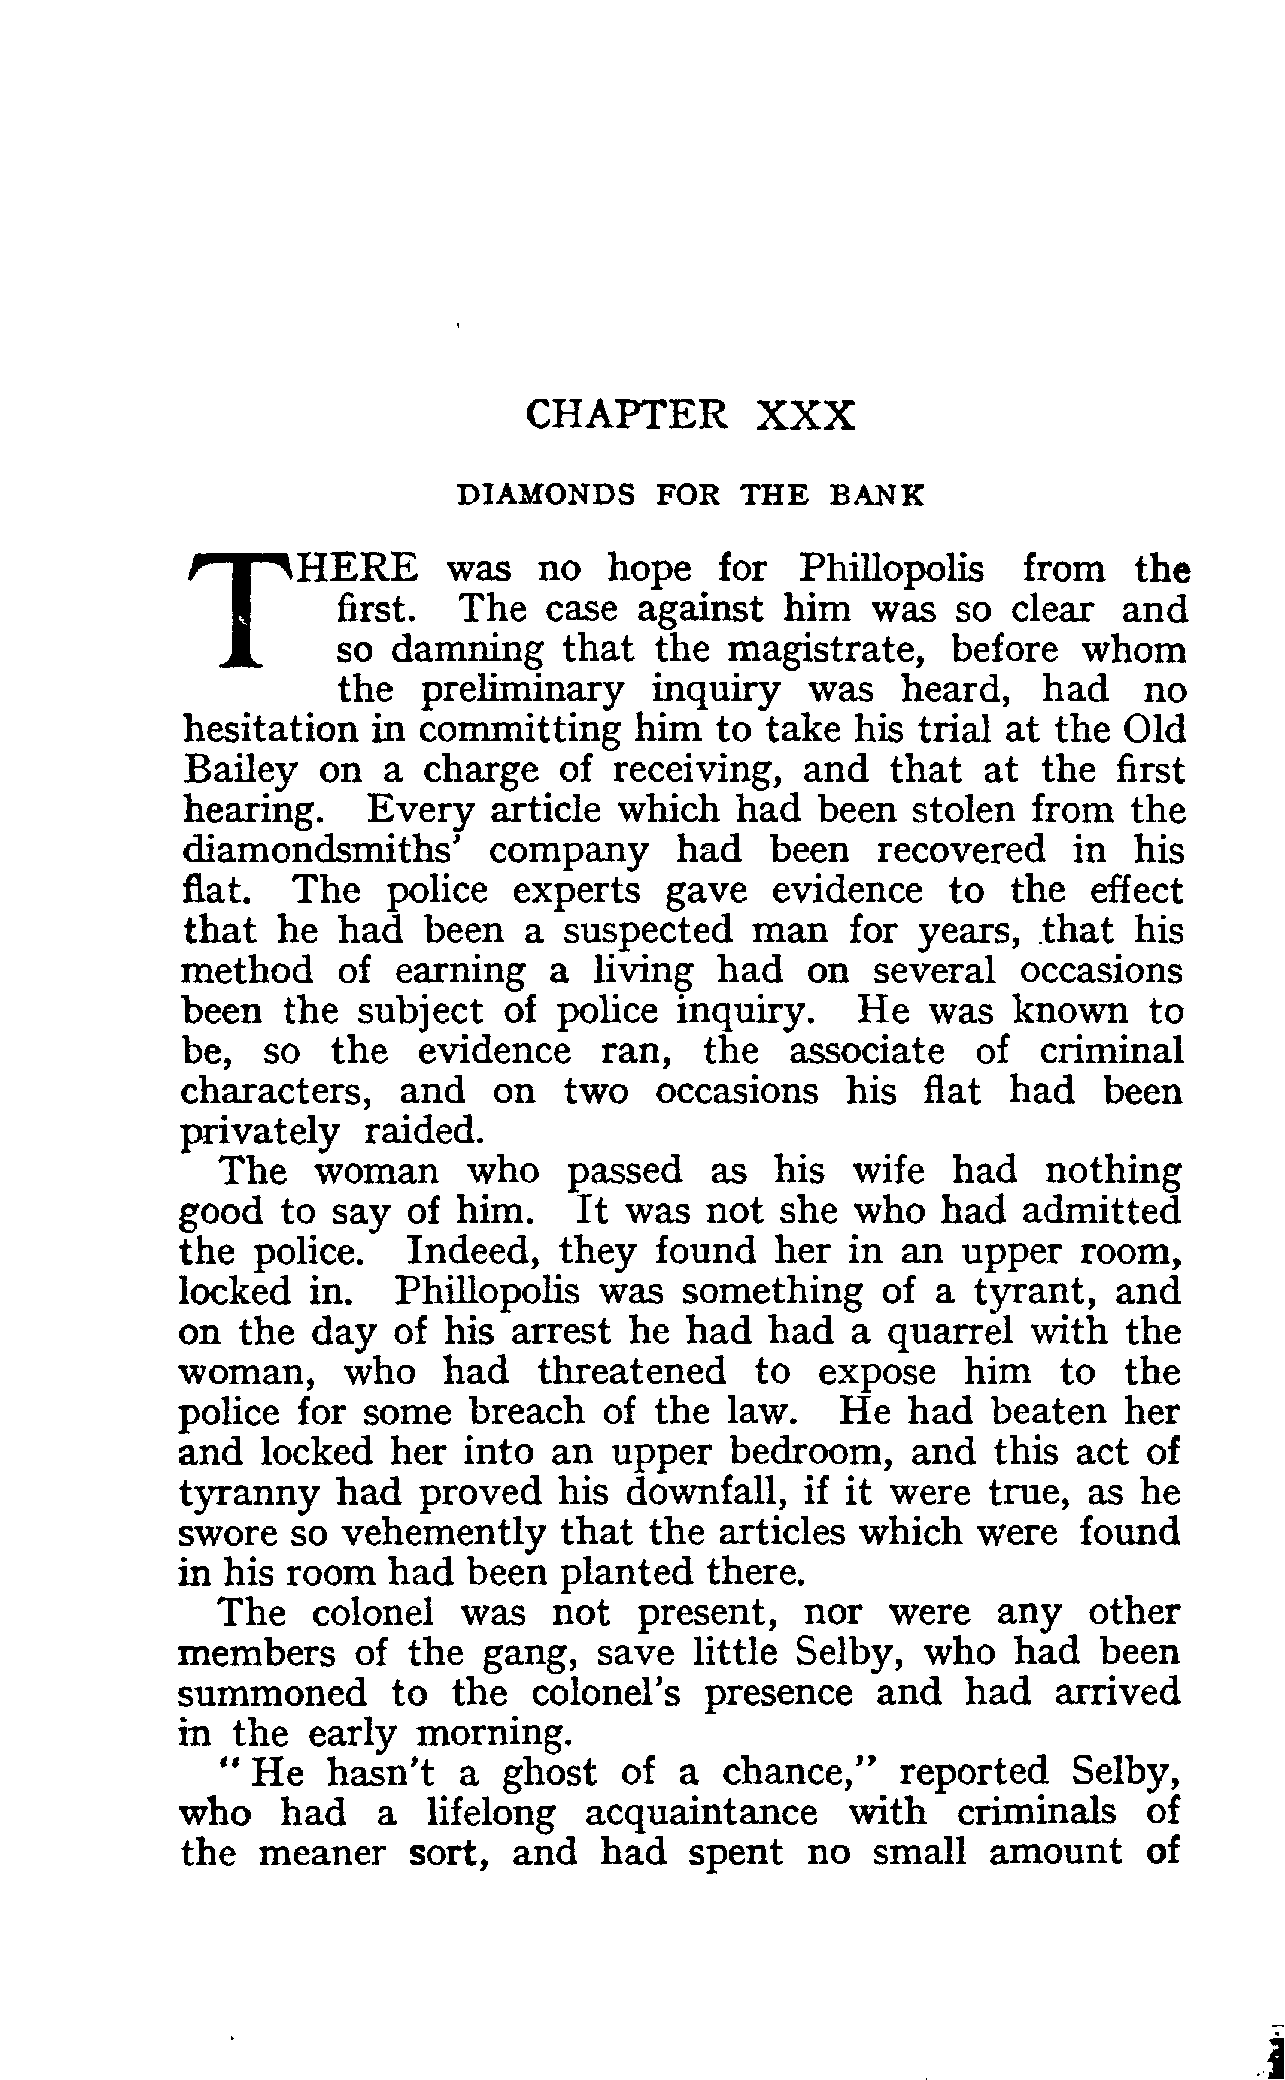 CHAPTER XXX
DIAMONDS FOR THE BANK
THERE was no hope for Phillopolis from the
first. The case against him was so clear and
so damning that the magistrate, before whom
the preliminary inquiry was heard, had no
hesitation in committing him to take his trial at the Old
Bailey on a charge of receiving, and that at the first
hearing. Every article which had been stolen from the
diamondsmiths' company had been recovered in his
flat. The police experts gave evidence to the effect
that he had been a suspected man for years, that his
method of earning a living had on several occasions
been the subject of police inquiry. He was known to
be, so the evidence ran, the associate of criminal
characters, and on two occasions his flat had been
privately raided.
The woman who passed as his wife had nothing
good to say of him. It was not she who had admitted
the police. Indeed, they found her in an upper room,
locked in. Phillopolis was something of a tyrant, and
on the day of his arrest he had had a quarrel with the
woman, who had threatened to expose him to the
police for some breach of the law. He had beaten her
and locked her into an upper bedroom, and this act of
tyranny had proved his downfall, if it were true, as he
swore so vehemently that the articles which were found
in his room had been planted there.
The colonel was not present, nor were any other
members of the gang, save little Selby, who had been
summoned to the colonel's presence and had arrived
in the early morning.
"He hasn't a ghost of a chance," reported Selby,
who had a lifelong acquaintance with criminals of
the meaner sort, and had spent no small amount of